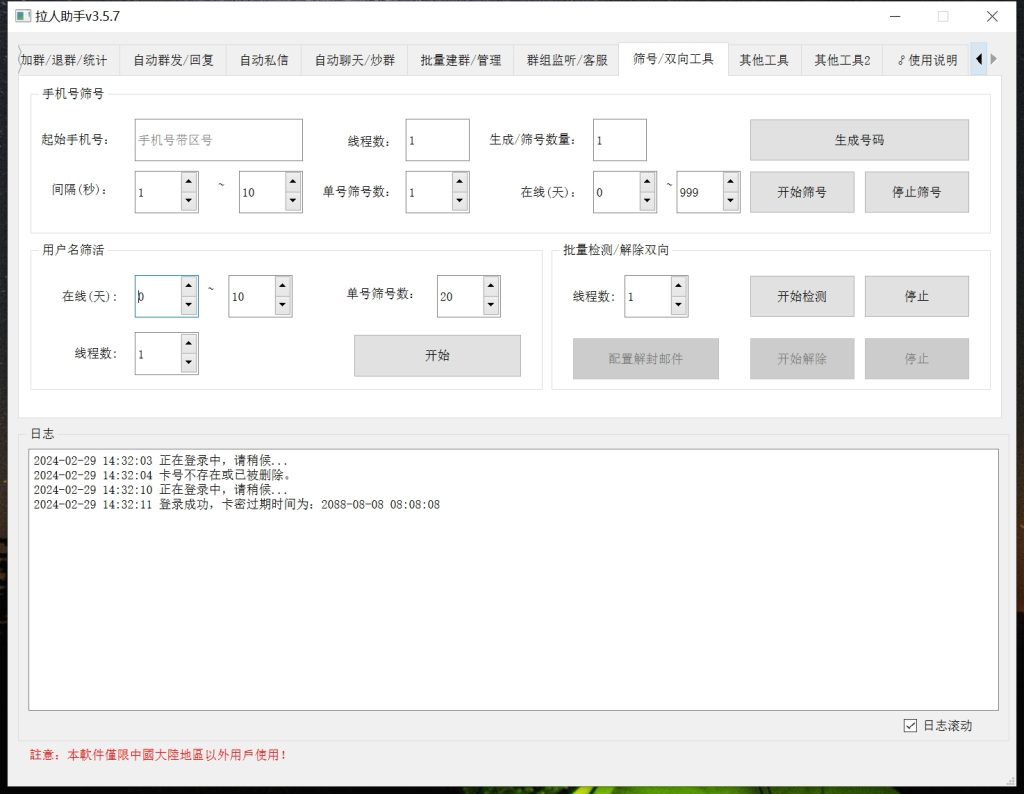 拉人助手v3.5.7
加群/退群/统计 自动群发/回复 自动私信 自动聊天/炒群 批量建群/管理 群组监听/客服 筛号/双向工具 其他工具 其他工具2 使用说明
手机号筛号
起始手机号： 手机号带区号 线程数： 1 生成/筛号数量： 1 生成号码
间隔(秒)： 1 ~ 10 单号筛号数： 1 在线(天)： 0 ~ 999 开始筛号 停止筛号
用户名筛活 批量检测/解除双向
在线(天)： 0 ~ 10 单号筛号数： 20 线程数： 1 开始检测 停止
线程数： 1 开始 配置解封邮件 开始解除 停止
日志
2024-02-29 14:32:03 正在登录中，请稍候...
2024-02-29 14:32:04 卡号不存在或已被删除。
2024-02-29 14:32:10 正在登录中，请稍候...
2024-02-29 14:32:11 登录成功，卡密过期时间为：2088-08-08 08:08:08
日志滚动
註意：本軟件僅限中國大陸地區以外用戶使用！